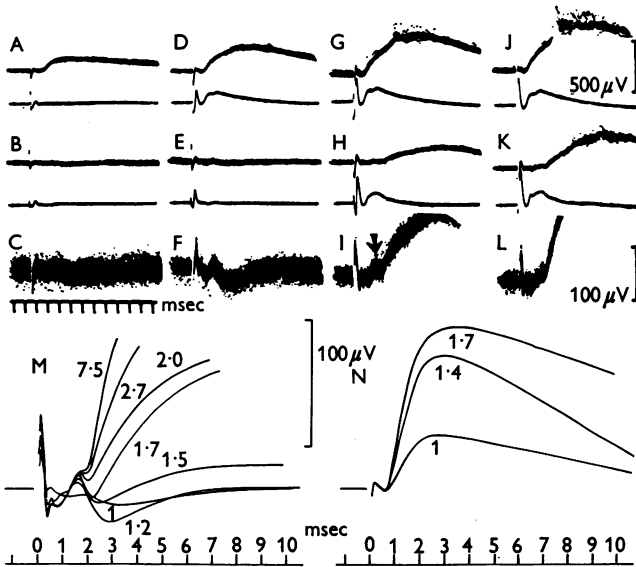 A D G J
500 μV
B E H K
C F I L
msec
100 μV
M 7·5 2·0 100 μV N 1·7
2·7 1·4
1·7 1
1·5
1
1·2
msec
0 1 2 3 4 5 6 7 8 9 10 0 1 2 3 4 5 6 7 8 9 10